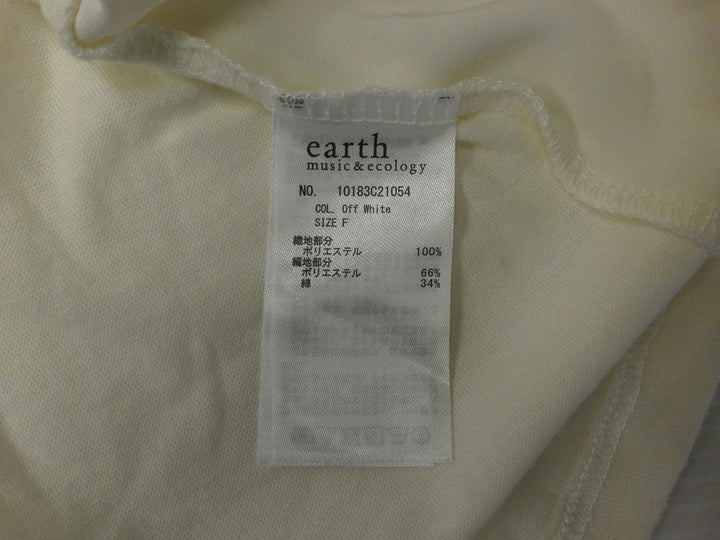 earth
music&ecology
NO. 10183C21054
COL. Off White
SIZE F
織地部分
ポリエステル 100%
編地部分
ポリエステル 66%
綿 34%